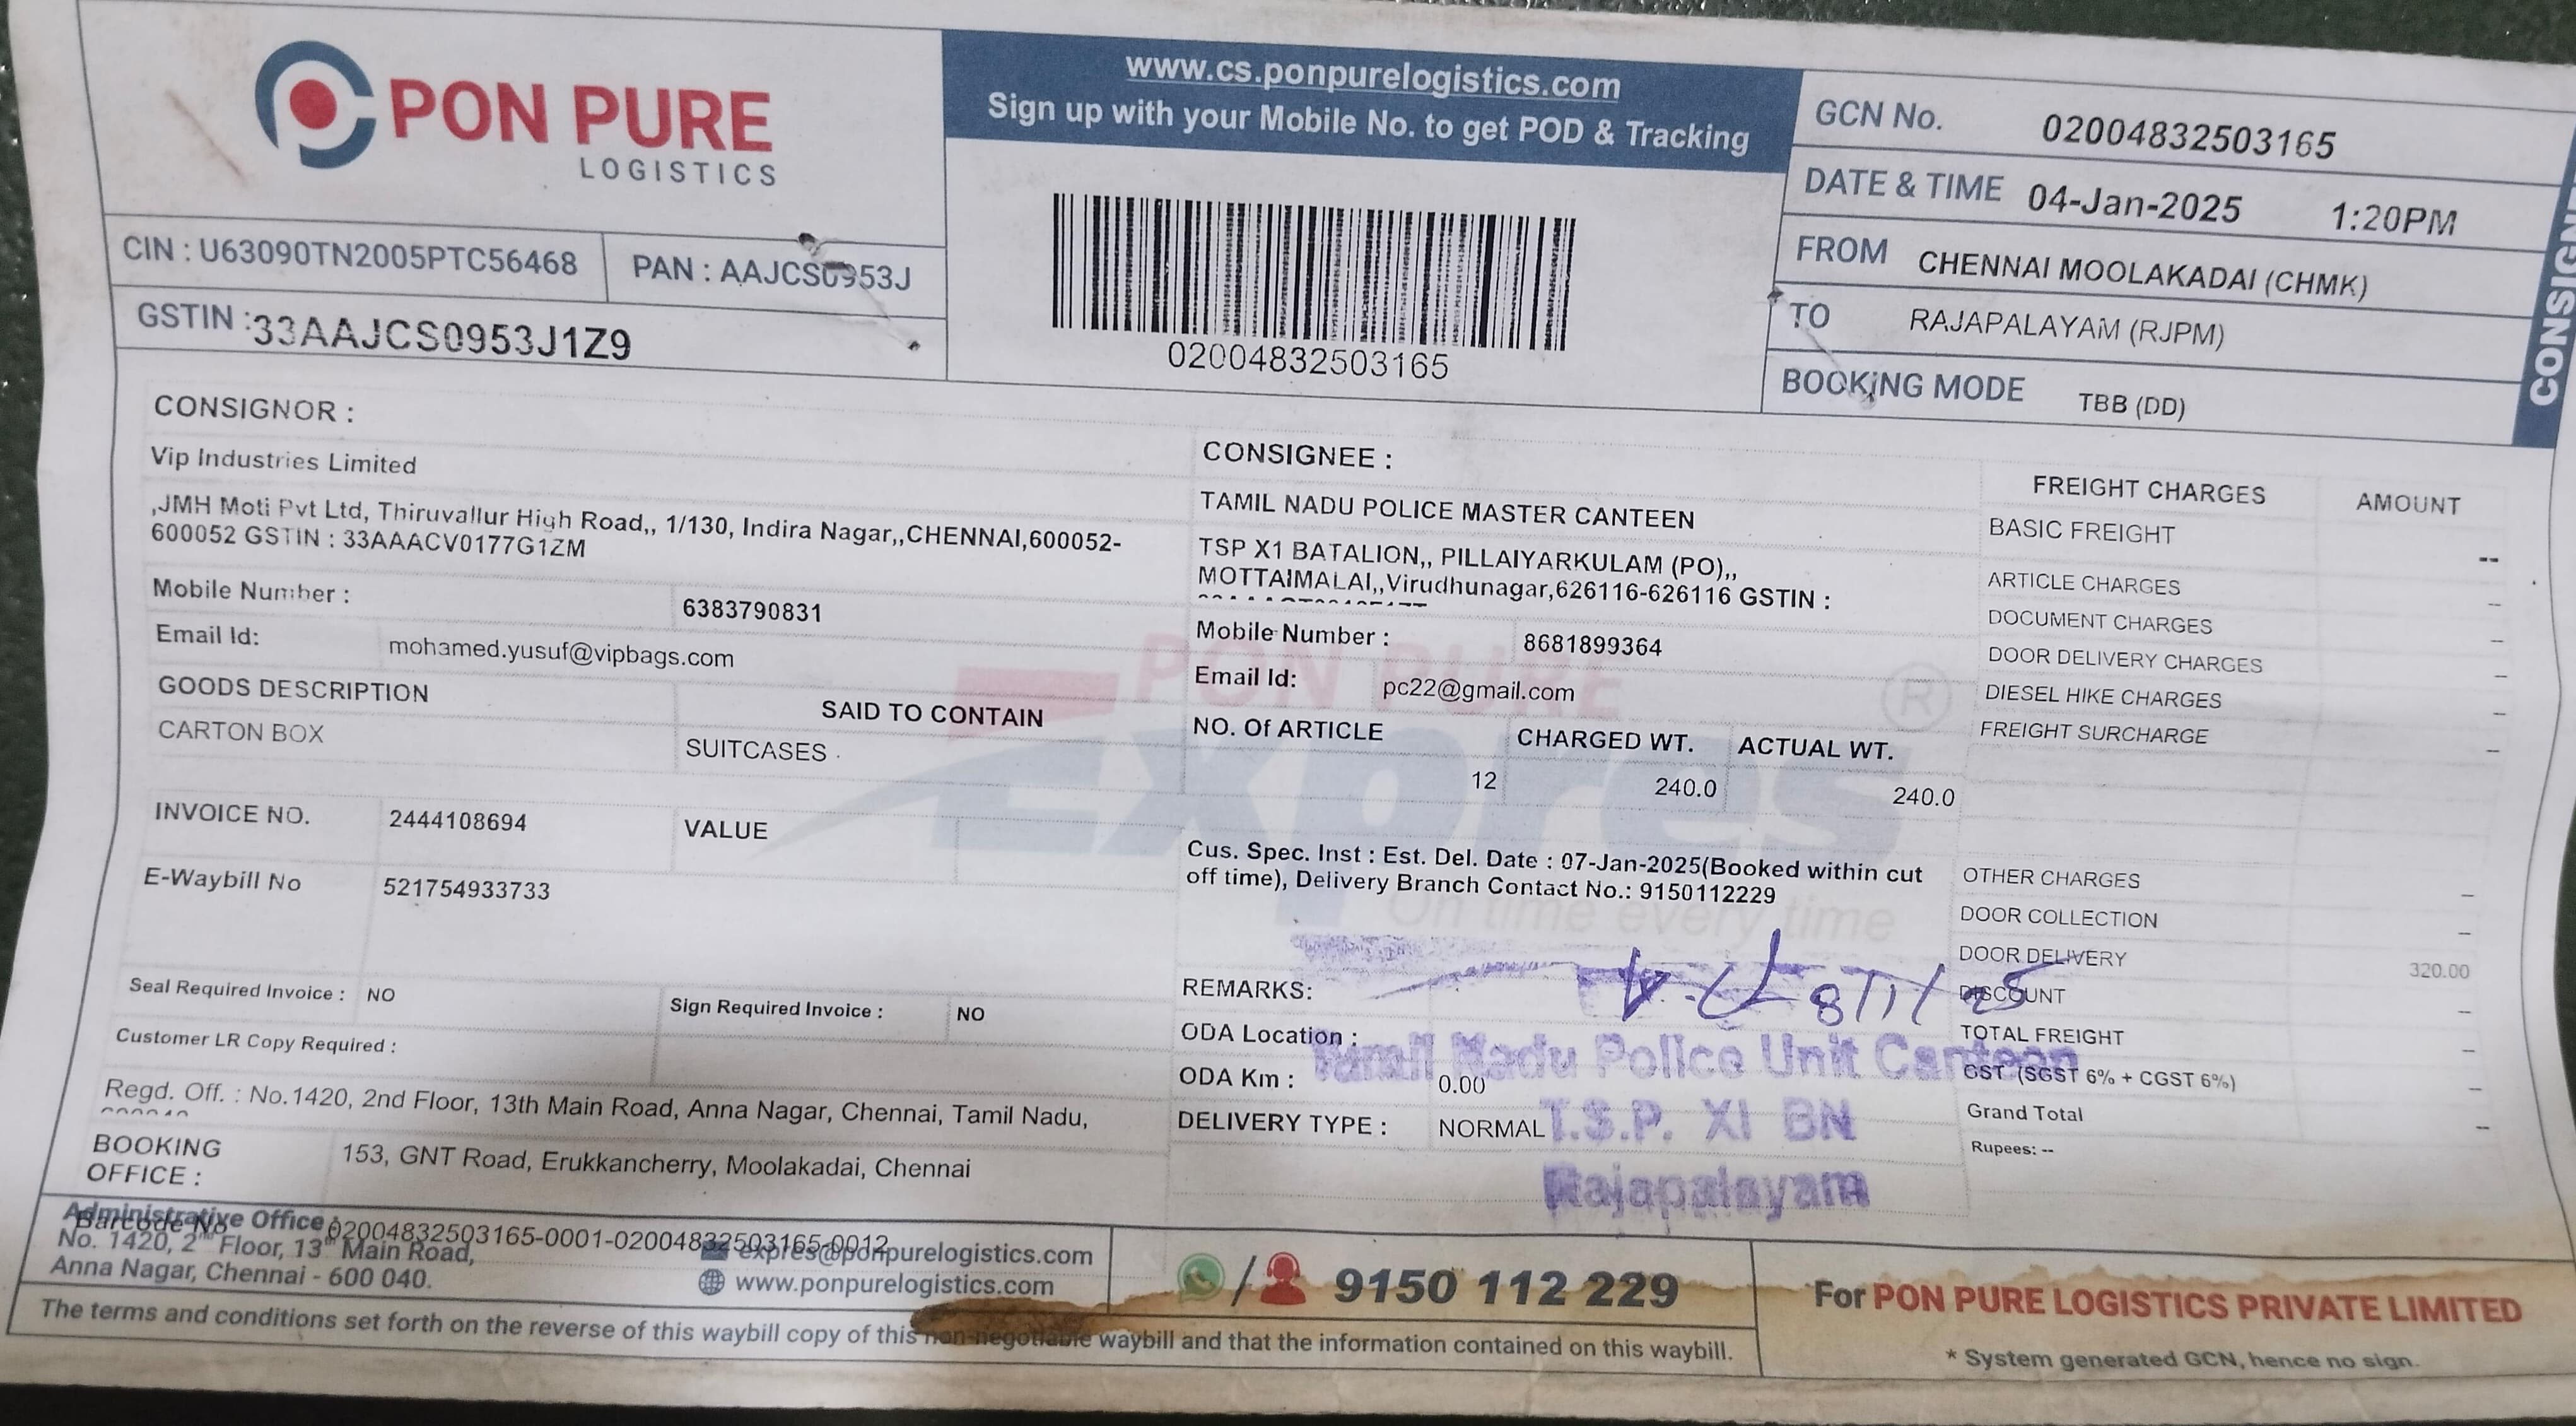 PON PURE
LOGISTICS
www.cs.ponpurelogistics.com
Sign up with your Mobile No. to get POD & Tracking
GCN No. 02004832503165
DATE & TIME 04-Jan-2025 1:20PM
FROM CHENNAI MOOLAKADAI (CHMK)
TO RAJAPALAYAM (RJPM)
BOOKING MODE TBB (DD)
CIN : U63090TN2005PTC56468
PAN : AAJCS0953J
GSTIN : 33AAJCS0953J1Z9
02004832503165
CONSIGNOR :
Vip Industries Limited
,JMH Moti Pvt Ltd, Thiruvallur High Road,, 1/130, Indira Nagar,,CHENNAI,600052-
600052 GSTIN : 33AAACV0177G1ZM
Mobile Number : 6383790831
Email Id: mohamed.yusuf@vipbags.com
GOODS DESCRIPTION SAID TO CONTAIN
CARTON BOX SUITCASES
INVOICE NO. 2444108694 VALUE
E-Waybill No 521754933733
Seal Required Invoice : NO Sign Required Invoice : NO
Customer LR Copy Required :
Regd. Off. : No.1420, 2nd Floor, 13th Main Road, Anna Nagar, Chennai, Tamil Nadu,
BOOKING
OFFICE : 153, GNT Road, Erukkancherry, Moolakadai, Chennai
CONSIGNEE :
TAMIL NADU POLICE MASTER CANTEEN
TSP X1 BATALION,, PILLAIYARKULAM (PO),,
MOTTAIMALAI,,Virudhunagar,626116-626116 GSTIN :
Mobile Number : 8681899364
Email Id: pc22@gmail.com
PON PURE
Expres ®
On time every time
NO. Of ARTICLE CHARGED WT. ACTUAL WT.
12 240.0 240.0
Cus. Spec. Inst : Est. Del. Date : 07-Jan-2025(Booked within cut
off time), Delivery Branch Contact No.: 9150112229
REMARKS:
8/1/25
ODA Location :
ODA Km : 0.00
DELIVERY TYPE : NORMAL
Tamil Nadu Police Unit Canteen
T.S.P. XI BN
Rajapalayam
FREIGHT CHARGES AMOUNT
BASIC FREIGHT --
ARTICLE CHARGES --
DOCUMENT CHARGES --
DOOR DELIVERY CHARGES --
DIESEL HIKE CHARGES --
FREIGHT SURCHARGE --
OTHER CHARGES --
DOOR COLLECTION --
DOOR DELIVERY 320.00
DISCOUNT --
TOTAL FREIGHT --
GST (SGST 6% + CGST 6%) --
Grand Total --
Rupees: --
Administrative Office :
Barcode No 02004832503165-0001-02004832503165-0012
No. 1420, 2nd Floor, 13th Main Road,
Anna Nagar, Chennai - 600 040.
expres@ponpurelogistics.com
www.ponpurelogistics.com
/ 9150 112 229
For PON PURE LOGISTICS PRIVATE LIMITED
The terms and conditions set forth on the reverse of this waybill copy of this non-negotiable waybill and that the information contained on this waybill.
* System generated GCN, hence no sign.